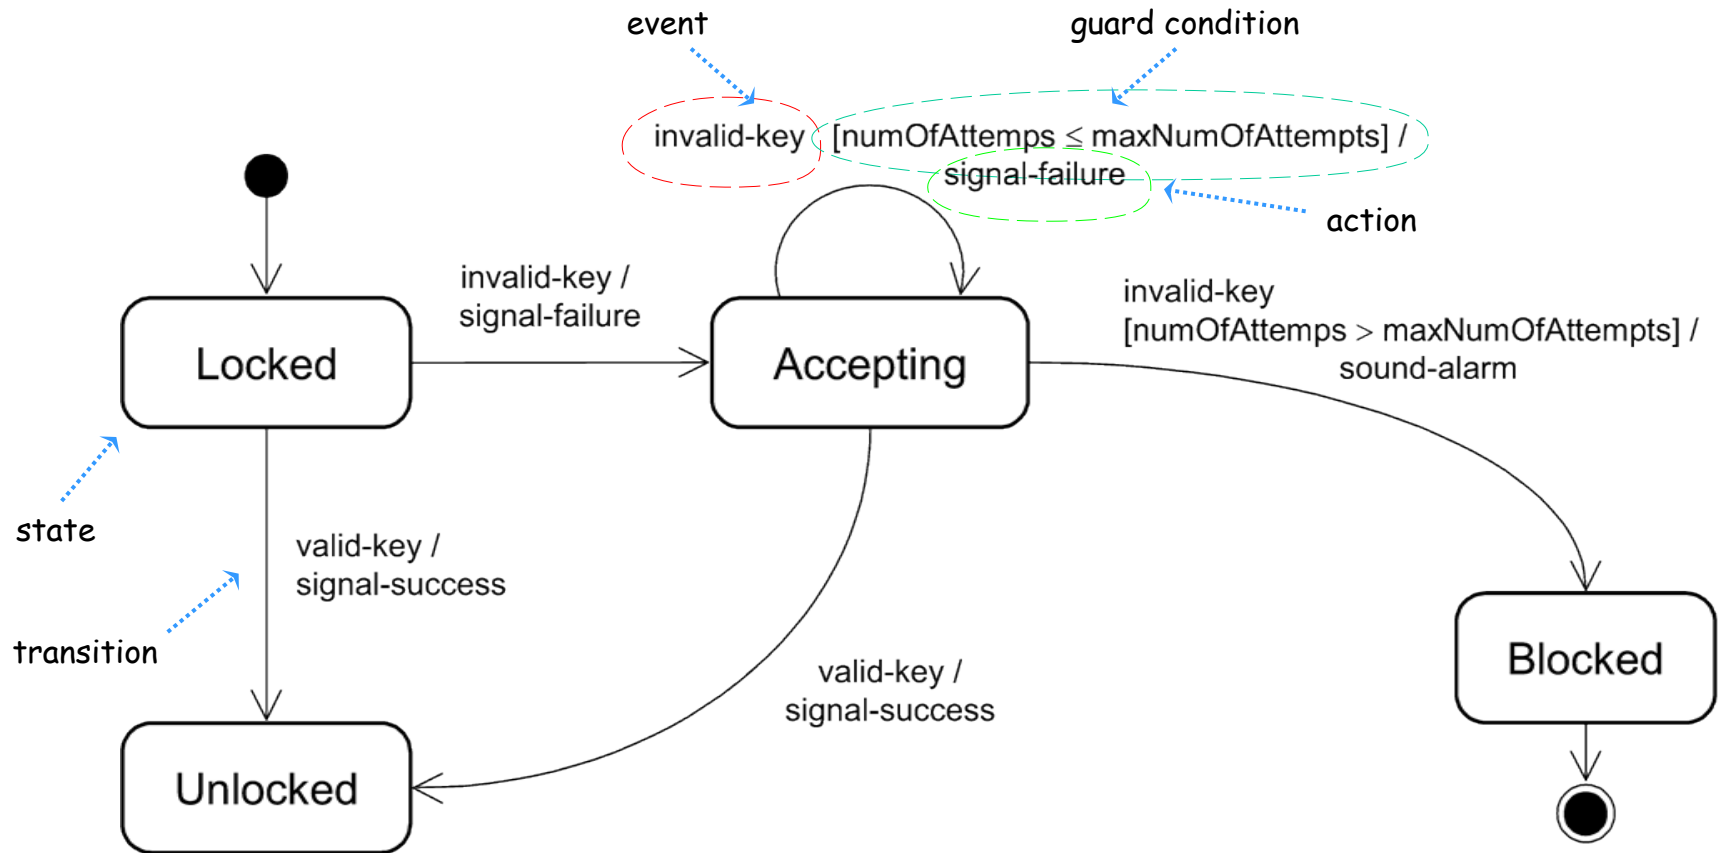 event
guard condition
invalid-key [numOfAttemps ≤ maxNumOfAttempts] /
signal-failure
action
invalid-key /
signal-failure
invalid-key
[numOfAttemps > maxNumOfAttempts] /
sound-alarm
Locked
Accepting
state
valid-key /
signal-success
transition
valid-key /
signal-success
Blocked
Unlocked